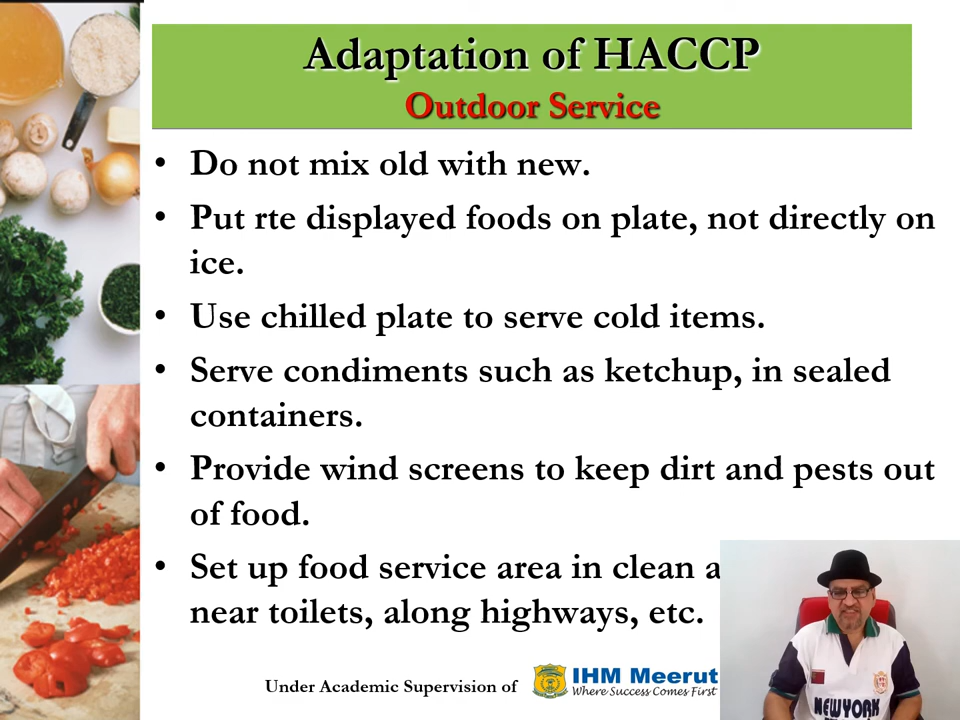 Adaptation of HACCP
Outdoor Service
• Do not mix old with new.
• Put rte displayed foods on plate, not directly on
ice.
• Use chilled plate to serve cold items.
• Serve condiments such as ketchup, in sealed
containers.
• Provide wind screens to keep dirt and pests out
of food.
• Set up food service area in clean a
near toilets, along highways, etc.
Under Academic Supervision of
IHM Meerut
Where Success Comes First
NEWYORK